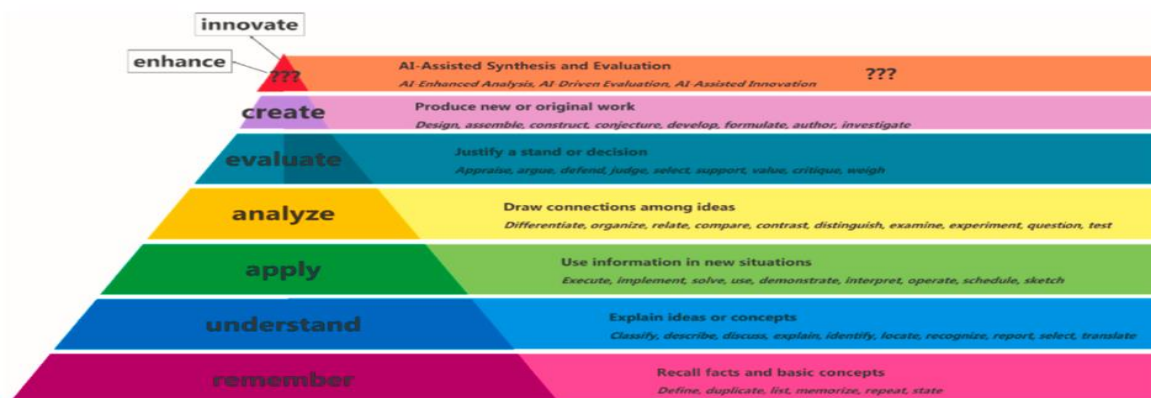 innovate
enhance
???
AI-Assisted Synthesis and Evaluation
???
AI-Enhanced Analysis, AI-Driven Evaluation, AI-Assisted Innovation
create
Produce new or original work
Design, assemble, construct, conjecture, develop, formulate, author, investigate
evaluate
Justify a stand or decision
Appraise, argue, defend, judge, select, support, value, critique, weigh
analyze
Draw connections among ideas
Differentiate, organize, relate, compare, contrast, distinguish, examine, experiment, question, test
apply
Use information in new situations
Execute, implement, solve, use, demonstrate, interpret, operate, schedule, sketch
understand
Explain ideas or concepts
Classify, describe, discuss, explain, identify, locate, recognize, report, select, translate
remember
Recall facts and basic concepts
Define, duplicate, list, memorize, repeat, state